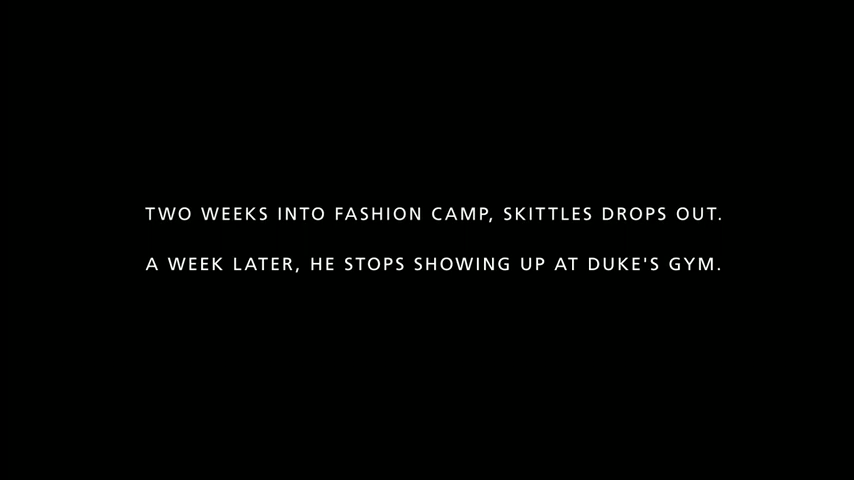 TWO WEEKS INTO FASHION CAMP, SKITTLES DROPS OUT.
A WEEK LATER, HE STOPS SHOWING UP AT DUKE'S GYM.